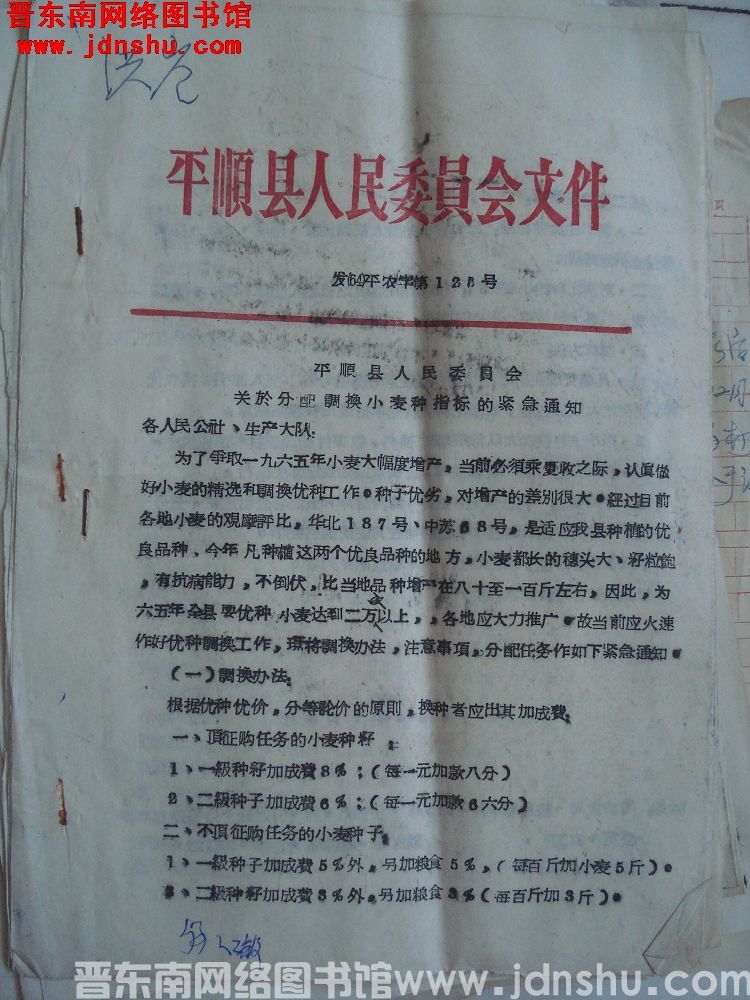 晋东南网络图书馆
www.jdnshu.com
平順县人民委員会文件
发(64)平农字第125号
平順县人民委員会
关於分配調换小麦种指标的紧急通知
各人民公社、生产大队:
为了爭取一九六五年小麦大幅度增产,当前必須乘夏收之际,认眞做
好小麦的精选和調换优种工作。种子优劣,对增产的差别很大。經过目前
各地小麦的观摩評比,华北187号、中苏68号,是适应我县种植的优
良品种,今年凡种植这两个优良品种的地方,小麦都长的穗头大、籽粒飽
,有抗病能力,不倒伏,比当地品种增产在八十至一百斤左右,因此,为
六五年全县要优种小麦达到二万亩以上,,各地应大力推广。故当前应火速
作好优种調换工作,現将調换办法,注意事項,分配任务作如下紧急通知。
(一)調换办法:
根据优种优价,分等論价的原則,换种者应出其加成費:
一、頂征购任务的小麦种籽:
1、一級种籽加成費8%;(每一元加款八分)
2、二級种子加成費6%;(每一元加款6六分)
二、不頂征购任务的小麦种子:
1、一級种子加成費5%外,另加粮食5%,(每百斤加小麦5斤)。
2、二級种籽加成費3%外,另加粮食3%(每百斤加3斤)。
晋东南网络图书馆www.jdnshu.com